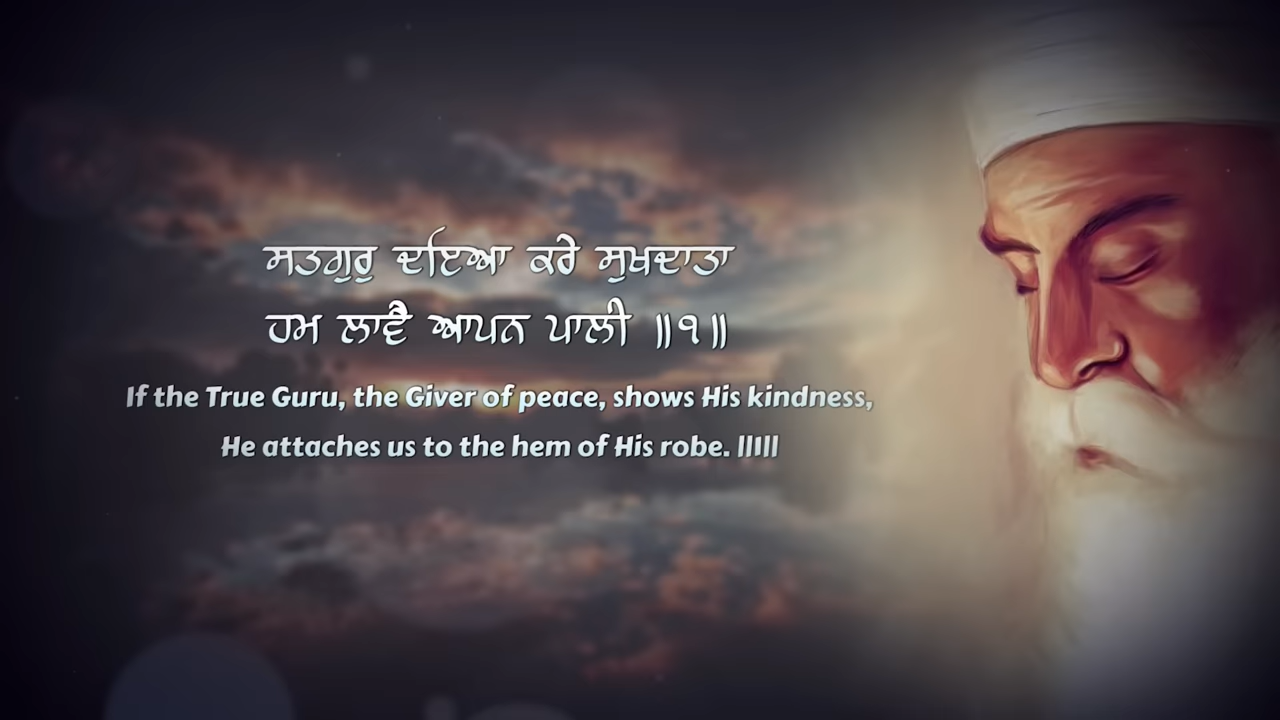 ਸਤਗੁਰੁ ਦਇਆ ਕਰੇ ਸੁਖਦਾਤਾ
ਹਮ ਲਾਵੈ ਆਪਨ ਪਾਲੀ ॥੧॥
If the True Guru, the Giver of peace, shows His kindness,
He attaches us to the hem of His robe. ||1||